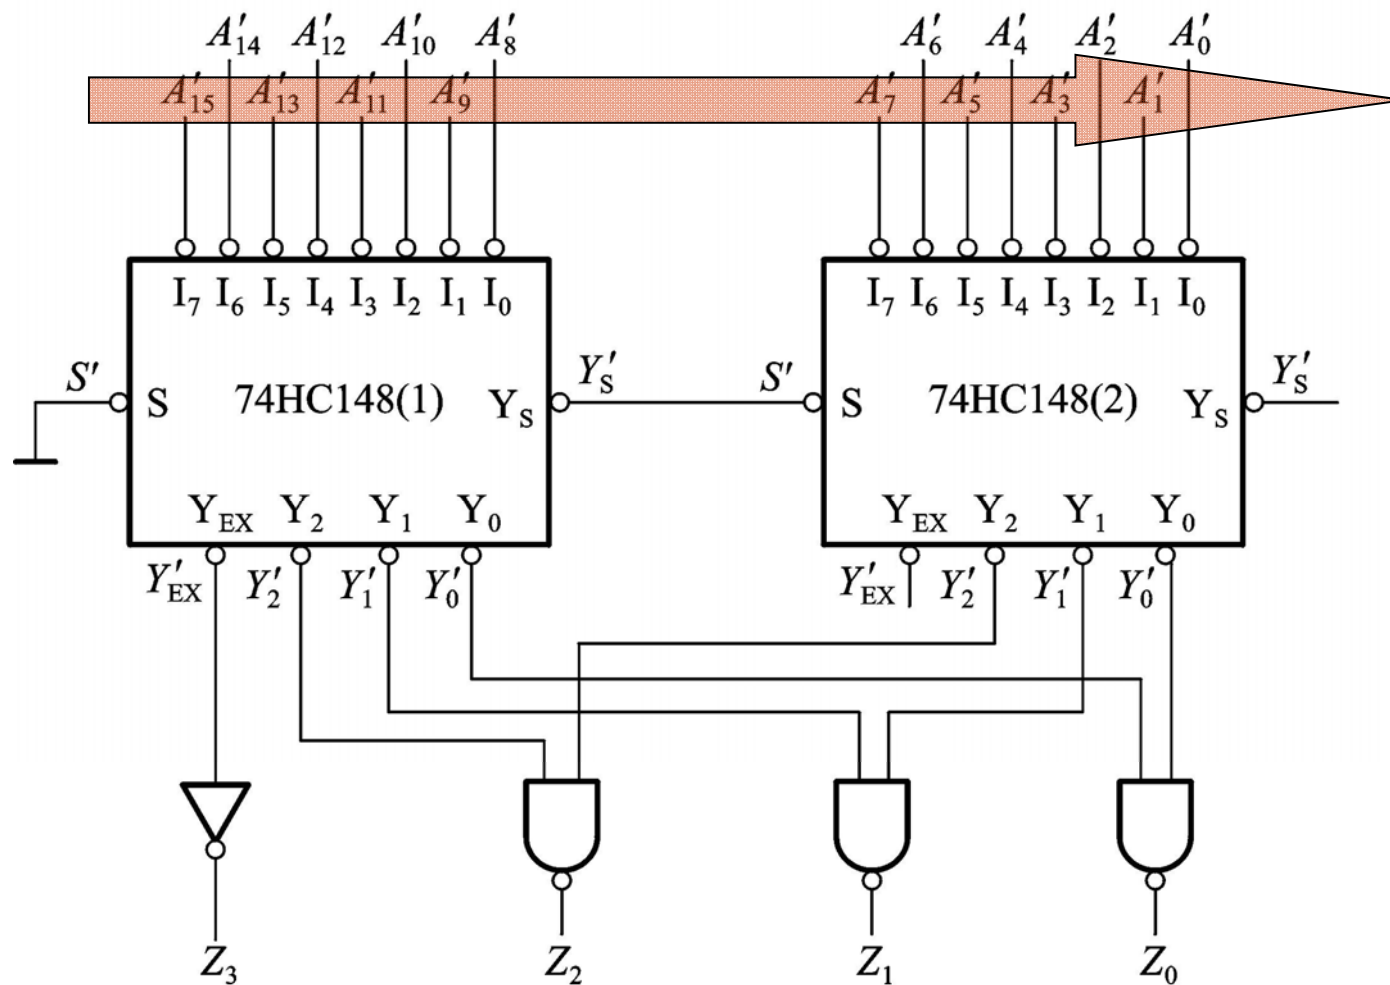 A′14 A′12 A′10 A′8 A′6 A′4 A′2 A′0
A′15 A′13 A′11 A′9 A′7 A′5 A′3 A′1
I7 I6 I5 I4 I3 I2 I1 I0 I7 I6 I5 I4 I3 I2 I1 I0
S′ S 74HC148(1) YS Y′S S′ S 74HC148(2) YS Y′S
YEX Y2 Y1 Y0 YEX Y2 Y1 Y0
Y′EX Y′2 Y′1 Y′0 Y′EX Y′2 Y′1 Y′0
Z3 Z2 Z1 Z0